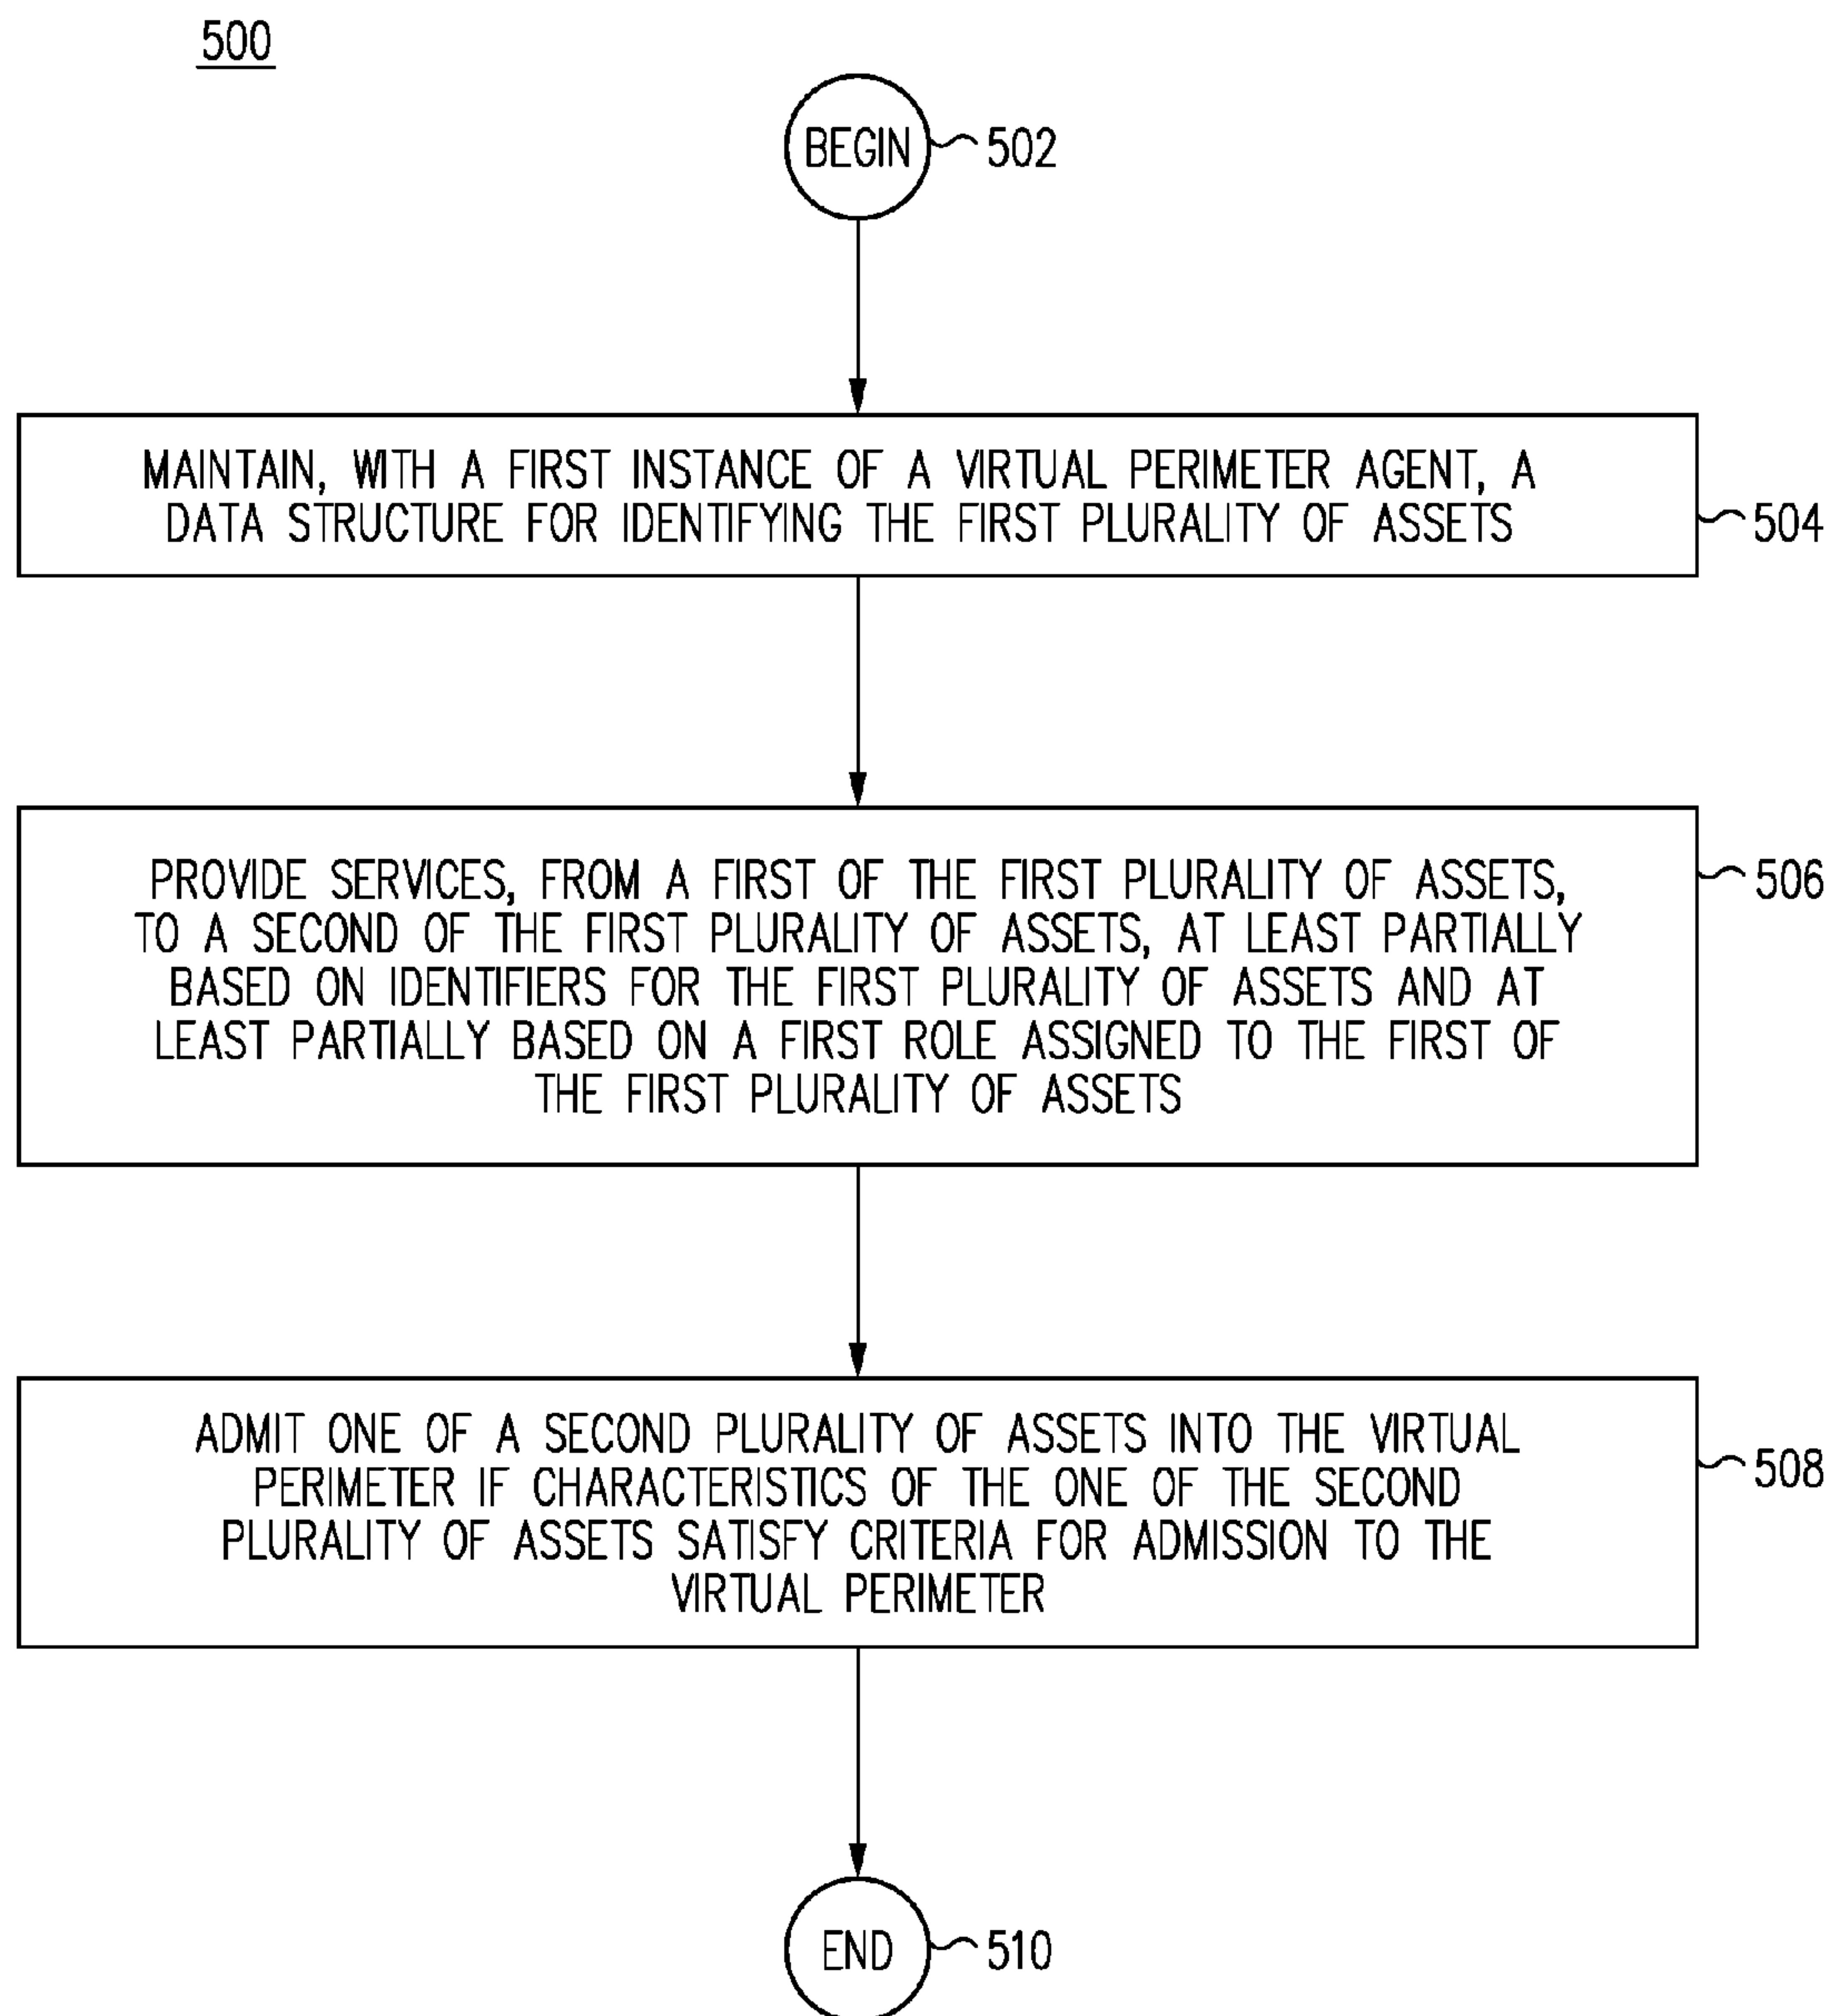 500
BEGIN
502
MAINTAIN, WITH A FIRST INSTANCE OF A VIRTUAL PERIMETER AGENT, A
DATA STRUCTURE FOR IDENTIFYING THE FIRST PLURALITY OF ASSETS
504
PROVIDE SERVICES, FROM A FIRST OF THE FIRST PLURALITY OF ASSETS,
TO A SECOND OF THE FIRST PLURALITY OF ASSETS, AT LEAST PARTIALLY
BASED ON IDENTIFIERS FOR THE FIRST PLURALITY OF ASSETS AND AT
LEAST PARTIALLY BASED ON A FIRST ROLE ASSIGNED TO THE FIRST OF
THE FIRST PLURALITY OF ASSETS
506
ADMIT ONE OF A SECOND PLURALITY OF ASSETS INTO THE VIRTUAL
PERIMETER IF CHARACTERISTICS OF THE ONE OF THE SECOND
PLURALITY OF ASSETS SATISFY CRITERIA FOR ADMISSION TO THE
VIRTUAL PERIMETER
508
END
510